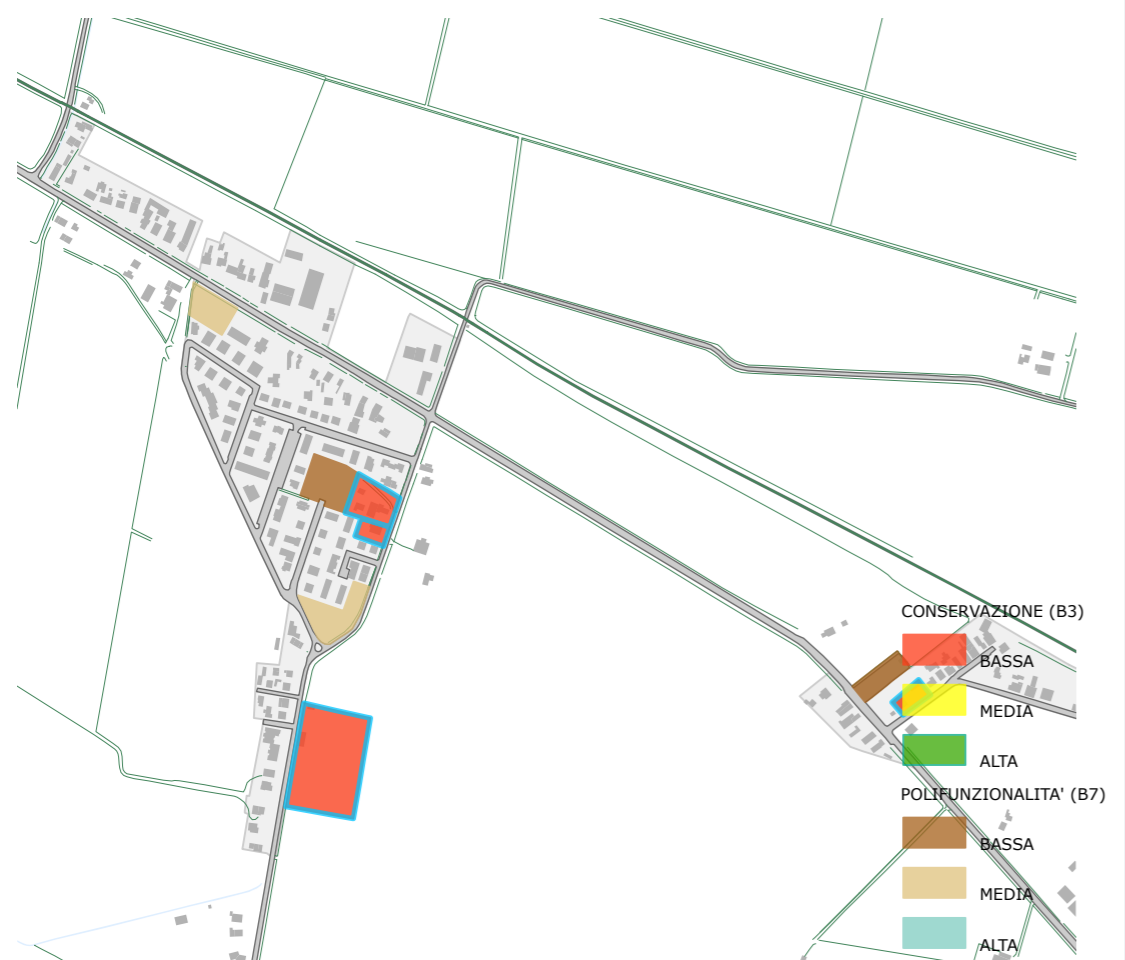 CONSERVAZIONE (B3)
BASSA
MEDIA
ALTA
POLIFUNZIONALITA' (B7)
BASSA
MEDIA
ALTA